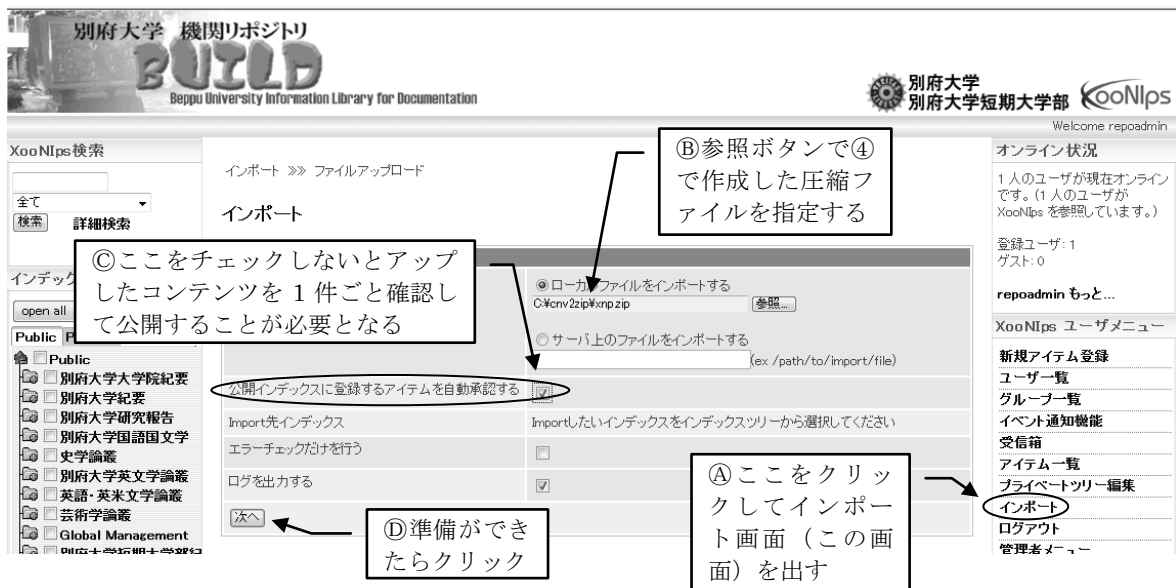 別府大学 機関リポジトリ
BUILD
Beppu University Information Library for Documentation
別府大学
別府大学短期大学部
XooNIps
Welcome repoadmin
XooNIps検索
全て
検索 詳細検索
インデック
open all
Public P
Public
別府大学大学院紀要
別府大学紀要
別府大学研究報告
別府大学国語国文学
史学論叢
別府大学英文学論叢
英語・英米文学論叢
芸術学論叢
Global Management
別府大学短期大学部紀
インポート >>> ファイルアップロード
インポート
ローカルファイルをインポートする
C:¥cnv2zip¥xnp.zip 参照...
サーバ上のファイルをインポートする
(ex /path/to/import/file)
公開インデックスに登録するアイテムを自動承認する
Import先インデックス Importしたいインデックスをインデックスツリーから選択してください
エラーチェックだけを行う
ログを出力する
次へ
Ⓑ参照ボタンで④
で作成した圧縮フ
ァイルを指定する
Ⓒここをチェックしないとアップ
したコンテンツを 1 件ごと確認し
て公開することが必要となる
Ⓓ準備ができ
たらクリック
Ⓐここをクリッ
クしてインポー
ト画面（この画
面）を出す
オンライン状況
1 人のユーザが現在オンライン
です。(1 人のユーザが
XooNIps を参照しています。)
登録ユーザ: 1
ゲスト: 0
repoadmin もっと...
XooNIps ユーザメニュー
新規アイテム登録
ユーザ一覧
グループ一覧
イベント通知機能
受信箱
アイテム一覧
プライベートツリー編集
インポート
ログアウト
管理者メニュー